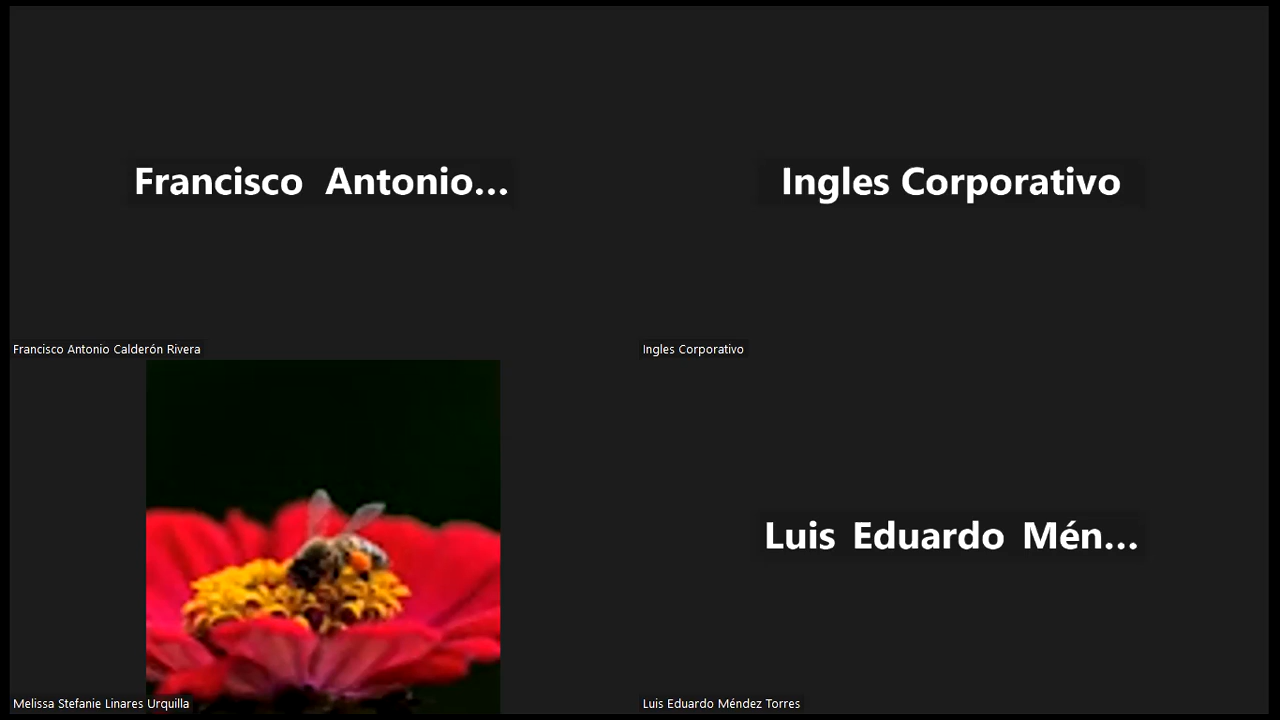 Francisco Antonio...
Ingles Corporativo
Francisco Antonio Calderón Rivera
Ingles Corporativo
Luis Eduardo Mén...
Melissa Stefanie Linares Urquilla
Luis Eduardo Méndez Torres